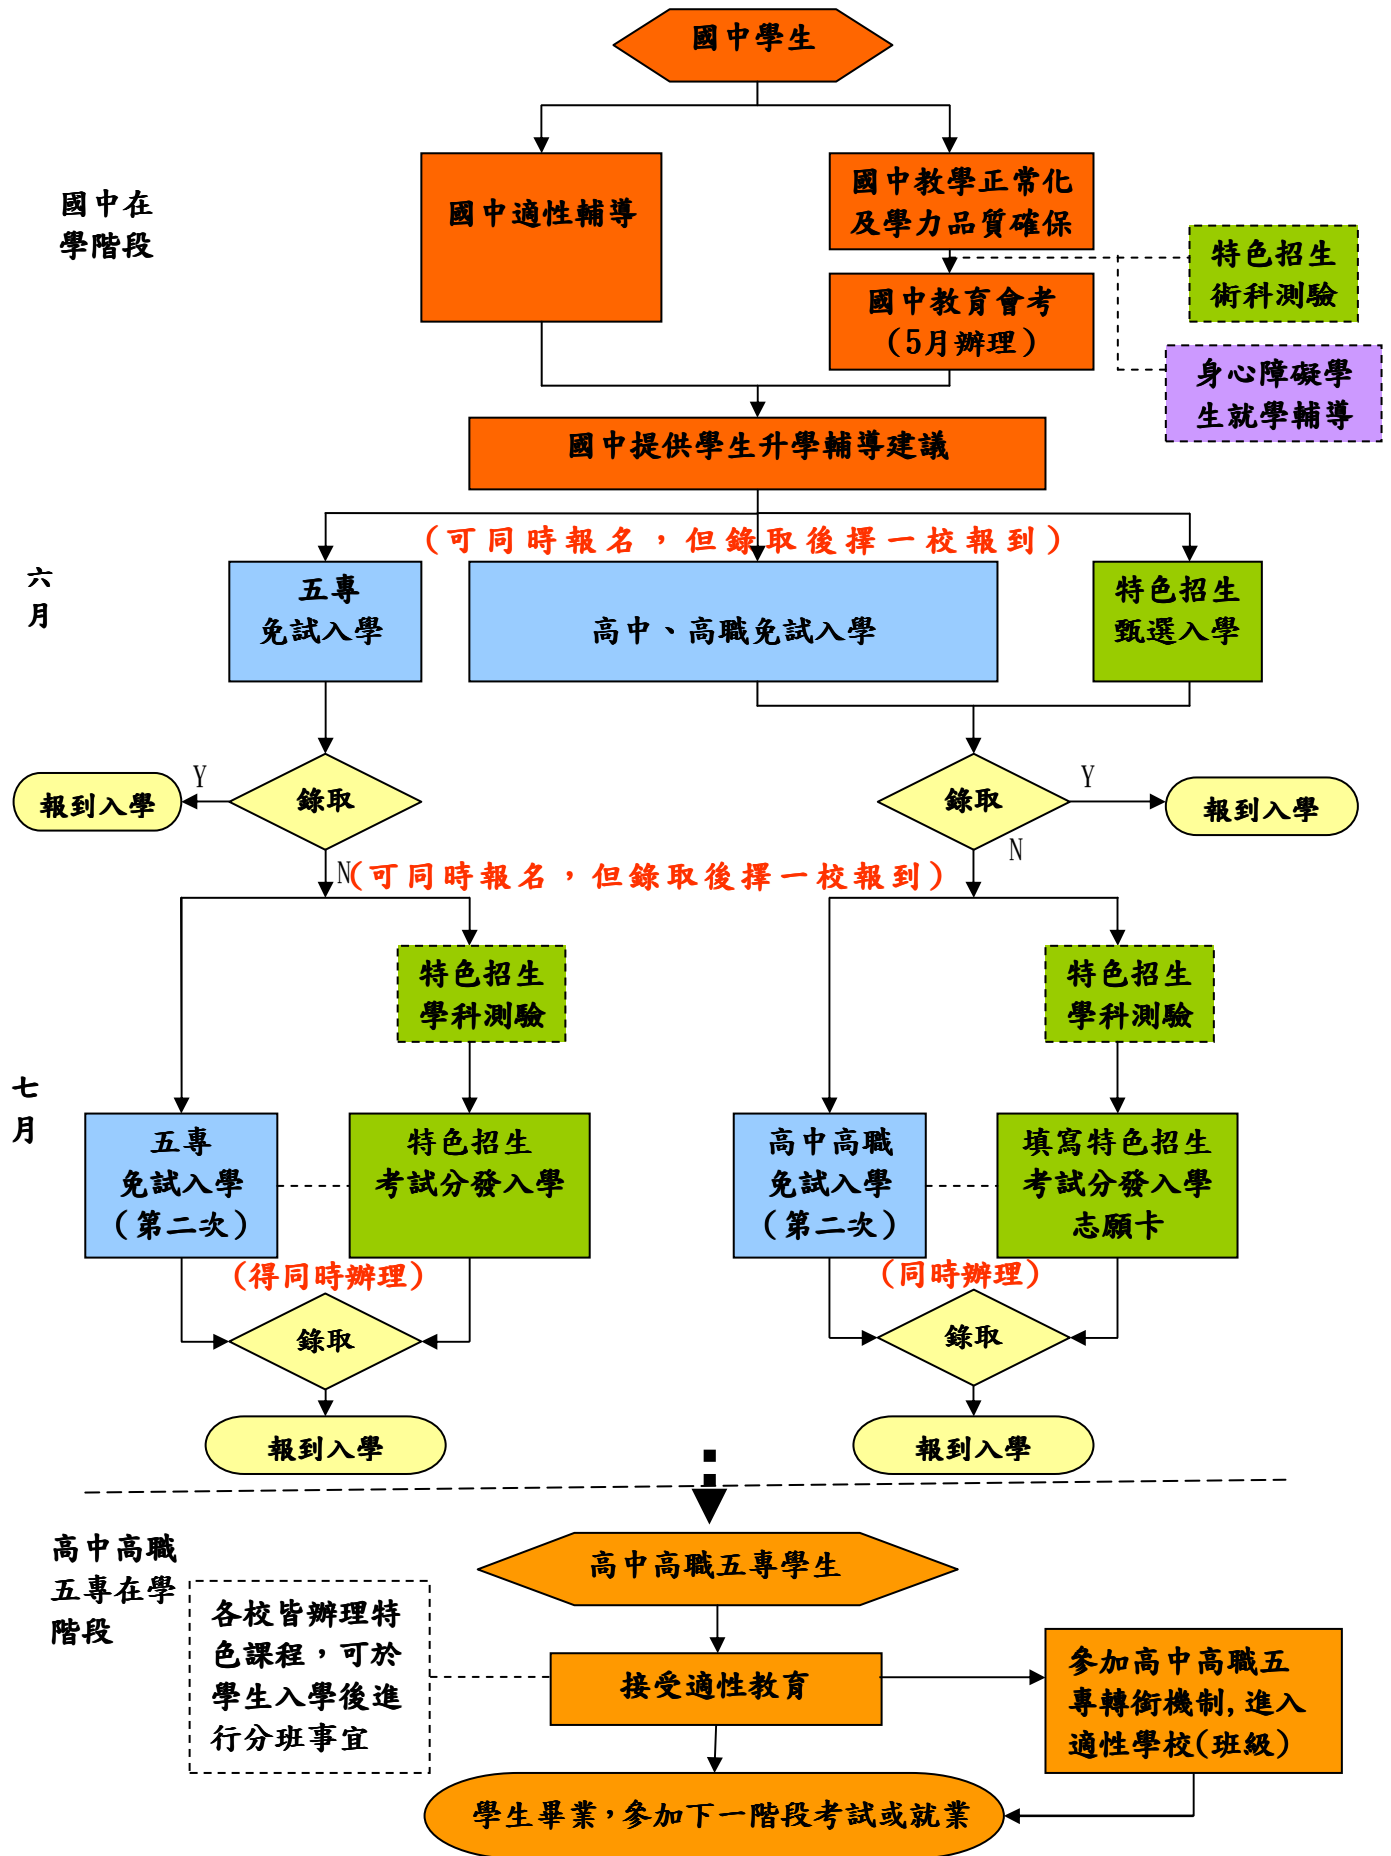 國中學生
國中在
學階段
國中適性輔導
國中教學正常化
及學力品質確保
特色招生
術科測驗
國中教育會考
（5月辦理）
身心障礙學
生就學輔導
國中提供學生升學輔導建議
（可同時報名，但錄取後擇一校報到）
六
月
五專
免試入學
高中、高職免試入學
特色招生
甄選入學
錄取
Y
報到入學
N
錄取
Y
報到入學
N
(可同時報名，但錄取後擇一校報到)
七
月
特色招生
學科測驗
特色招生
學科測驗
五專
免試入學
（第二次）
特色招生
考試分發入學
高中高職
免試入學
（第二次）
填寫特色招生
考試分發入學
志願卡
(得同時辦理)
(同時辦理)
錄取
錄取
報到入學
報到入學
高中高職
五專在學
階段
高中高職五專學生
各校皆辦理特
色課程，可於
學生入學後進
行分班事宜
接受適性教育
參加高中高職五
專轉銜機制,進入
適性學校(班級)
學生畢業,參加下一階段考試或就業